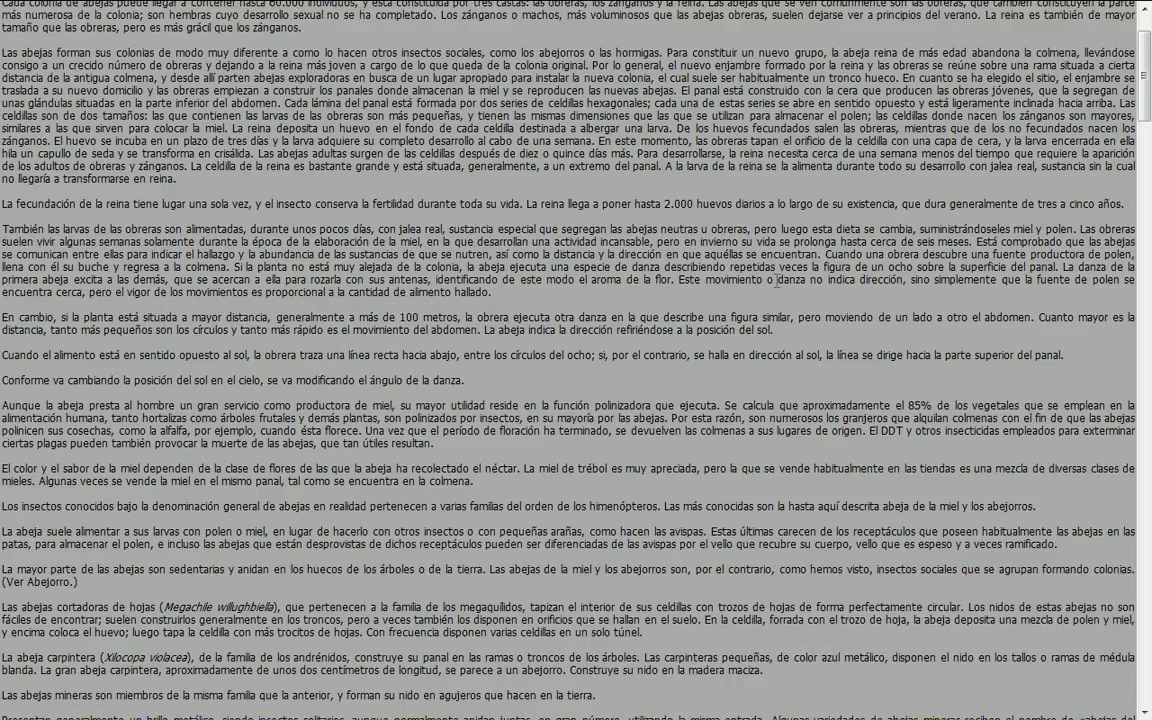 Cada colonia de abejas puede llegar a contener hasta 60.000 individuos, y está constituida por tres castas: las obreras, los zánganos y la reina. Las abejas que se ven comúnmente son las obreras, que también constituyen la parte
más numerosa de la colonia; son hembras cuyo desarrollo sexual no se ha completado. Los zánganos o machos, más voluminosos que las abejas obreras, suelen dejarse ver a principios del verano. La reina es también de mayor
tamaño que las obreras, pero es más grácil que los zánganos.
Las abejas forman sus colonias de modo muy diferente a como lo hacen otros insectos sociales, como los abejorros o las hormigas. Para constituir un nuevo grupo, la abeja reina de más edad abandona la colmena, llevándose
consigo a un crecido número de obreras y dejando a la reina más joven a cargo de lo que queda de la colonia original. Por lo general, el nuevo enjambre formado por la reina y las obreras se reúne sobre una rama situada a cierta
distancia de la antigua colmena, y desde allí parten abejas exploradoras en busca de un lugar apropiado para instalar la nueva colonia, el cual suele ser habitualmente un tronco hueco. En cuanto se ha elegido el sitio, el enjambre se
traslada a su nuevo domicilio y las obreras empiezan a construir los panales donde almacenan la miel y se reproducen las nuevas abejas. El panal está construido con la cera que producen las obreras jóvenes, que la segregan de
unas glándulas situadas en la parte inferior del abdomen. Cada lámina del panal está formada por dos series de celdillas hexagonales; cada una de estas series se abre en sentido opuesto y está ligeramente inclinada hacia arriba. Las
celdillas son de dos tamaños: las que contienen las larvas de las obreras son más pequeñas, y tienen las mismas dimensiones que las que se utilizan para almacenar el polen; las celdillas donde nacen los zánganos son mayores,
similares a las que sirven para colocar la miel. La reina deposita un huevo en el fondo de cada celdilla destinada a albergar una larva. De los huevos fecundados salen las obreras, mientras que de los no fecundados nacen los
zánganos. El huevo se incuba en un plazo de tres días y la larva adquiere su completo desarrollo al cabo de una semana. En este momento, las obreras tapan el orificio de la celdilla con una capa de cera, y la larva encerrada en ella
hila un capullo de seda y se transforma en crisálida. Las abejas adultas surgen de las celdillas después de diez o quince días más. Para desarrollarse, la reina necesita cerca de una semana menos del tiempo que requiere la aparición
de los adultos de obreras y zánganos. La celdilla de la reina es bastante grande y está situada, generalmente, a un extremo del panal. A la larva de la reina se la alimenta durante todo su desarrollo con jalea real, sustancia sin la cual
no llegaría a transformarse en reina.
La fecundación de la reina tiene lugar una sola vez, y el insecto conserva la fertilidad durante toda su vida. La reina llega a poner hasta 2.000 huevos diarios a lo largo de su existencia, que dura generalmente de tres a cinco años.
También las larvas de las obreras son alimentadas, durante unos pocos días, con jalea real, sustancia especial que segregan las abejas neutras u obreras, pero luego esta dieta se cambia, suministrándoseles miel y polen. Las obreras
suelen vivir algunas semanas solamente durante la época de la elaboración de la miel, en la que desarrollan una actividad incansable, pero en invierno su vida se prolonga hasta cerca de seis meses. Está comprobado que las abejas
se comunican entre ellas para indicar el hallazgo y la abundancia de las sustancias de que se nutren, así como la distancia y la dirección en que aquéllas se encuentran. Cuando una obrera descubre una fuente productora de polen,
llena con él su buche y regresa a la colmena. Si la planta no está muy alejada de la colonia, la abeja ejecuta una especie de danza describiendo repetidas veces la figura de un ocho sobre la superficie del panal. La danza de la
primera abeja excita a las demás, que se acercan a ella para rozarla con sus antenas, identificando de este modo el aroma de la flor. Este movimiento o danza no indica dirección, sino simplemente que la fuente de polen se
encuentra cerca, pero el vigor de los movimientos es proporcional a la cantidad de alimento hallado.
En cambio, si la planta está situada a mayor distancia, generalmente a más de 100 metros, la obrera ejecuta otra danza en la que describe una figura similar, pero moviendo de un lado a otro el abdomen. Cuanto mayor es la
distancia, tanto más pequeños son los círculos y tanto más rápido es el movimiento del abdomen. La abeja indica la dirección refiriéndose a la posición del sol.
Cuando el alimento está en sentido opuesto al sol, la obrera traza una línea recta hacia abajo, entre los círculos del ocho; si, por el contrario, se halla en dirección al sol, la línea se dirige hacia la parte superior del panal.
Conforme va cambiando la posición del sol en el cielo, se va modificando el ángulo de la danza.
Aunque la abeja presta al hombre un gran servicio como productora de miel, su mayor utilidad reside en la función polinizadora que ejecuta. Se calcula que aproximadamente el 85% de los vegetales que se emplean en la
alimentación humana, tanto hortalizas como árboles frutales y demás plantas, son polinizados por insectos, en su mayoría por las abejas. Por esta razón, son numerosos los granjeros que alquilan colmenas con el fin de que las abejas
polinicen sus cosechas, como la alfalfa, por ejemplo, cuando ésta florece. Una vez que el período de floración ha terminado, se devuelven las colmenas a sus lugares de origen. El DDT y otros insecticidas empleados para exterminar
ciertas plagas pueden también provocar la muerte de las abejas, que tan útiles resultan.
El color y el sabor de la miel dependen de la clase de flores de las que la abeja ha recolectado el néctar. La miel de trébol es muy apreciada, pero la que se vende habitualmente en las tiendas es una mezcla de diversas clases de
mieles. Algunas veces se vende la miel en el mismo panal, tal como se encuentra en la colmena.
Los insectos conocidos bajo la denominación general de abejas en realidad pertenecen a varias familias del orden de los himenópteros. Las más conocidas son la hasta aquí descrita abeja de la miel y los abejorros.
La abeja suele alimentar a sus larvas con polen o miel, en lugar de hacerlo con otros insectos o con pequeñas arañas, como hacen las avispas. Estas últimas carecen de los receptáculos que poseen habitualmente las abejas en las
patas, para almacenar el polen, e incluso las abejas que están desprovistas de dichos receptáculos pueden ser diferenciadas de las avispas por el vello que recubre su cuerpo, vello que es espeso y a veces ramificado.
La mayor parte de las abejas son sedentarias y anidan en los huecos de los árboles o de la tierra. Las abejas de la miel y los abejorros son, por el contrario, como hemos visto, insectos sociales que se agrupan formando colonias.
(Ver Abejorro.)
Las abejas cortadoras de hojas (Megachile willughbiella), que pertenecen a la familia de los megaquílidos, tapizan el interior de sus celdillas con trozos de hojas de forma perfectamente circular. Los nidos de estas abejas no son
fáciles de encontrar; suelen construirlos generalmente en los troncos, pero a veces también los disponen en orificios que se hallan en el suelo. En la celdilla, forrada con el trozo de hoja, la abeja deposita una mezcla de polen y miel,
y encima coloca el huevo; luego tapa la celdilla con más trocitos de hojas. Con frecuencia disponen varias celdillas en un solo túnel.
La abeja carpintera (Xilocopa violacea), de la familia de los andrénidos, construye su panal en las ramas o troncos de los árboles. Las carpinteras pequeñas, de color azul metálico, disponen el nido en los tallos o ramas de médula
blanda. La gran abeja carpintera, aproximadamente de unos dos centímetros de longitud, se parece a un abejorro. Construye su nido en la madera maciza.
Las abejas mineras son miembros de la misma familia que la anterior, y forman su nido en agujeros que hacen en la tierra.
Presentan generalmente un brillo metálico, siendo insectos solitarios, aunque normalmente anidan juntas, en gran número, utilizando la misma entrada. Algunas variedades de abejas mineras reciben el nombre de «abejas del